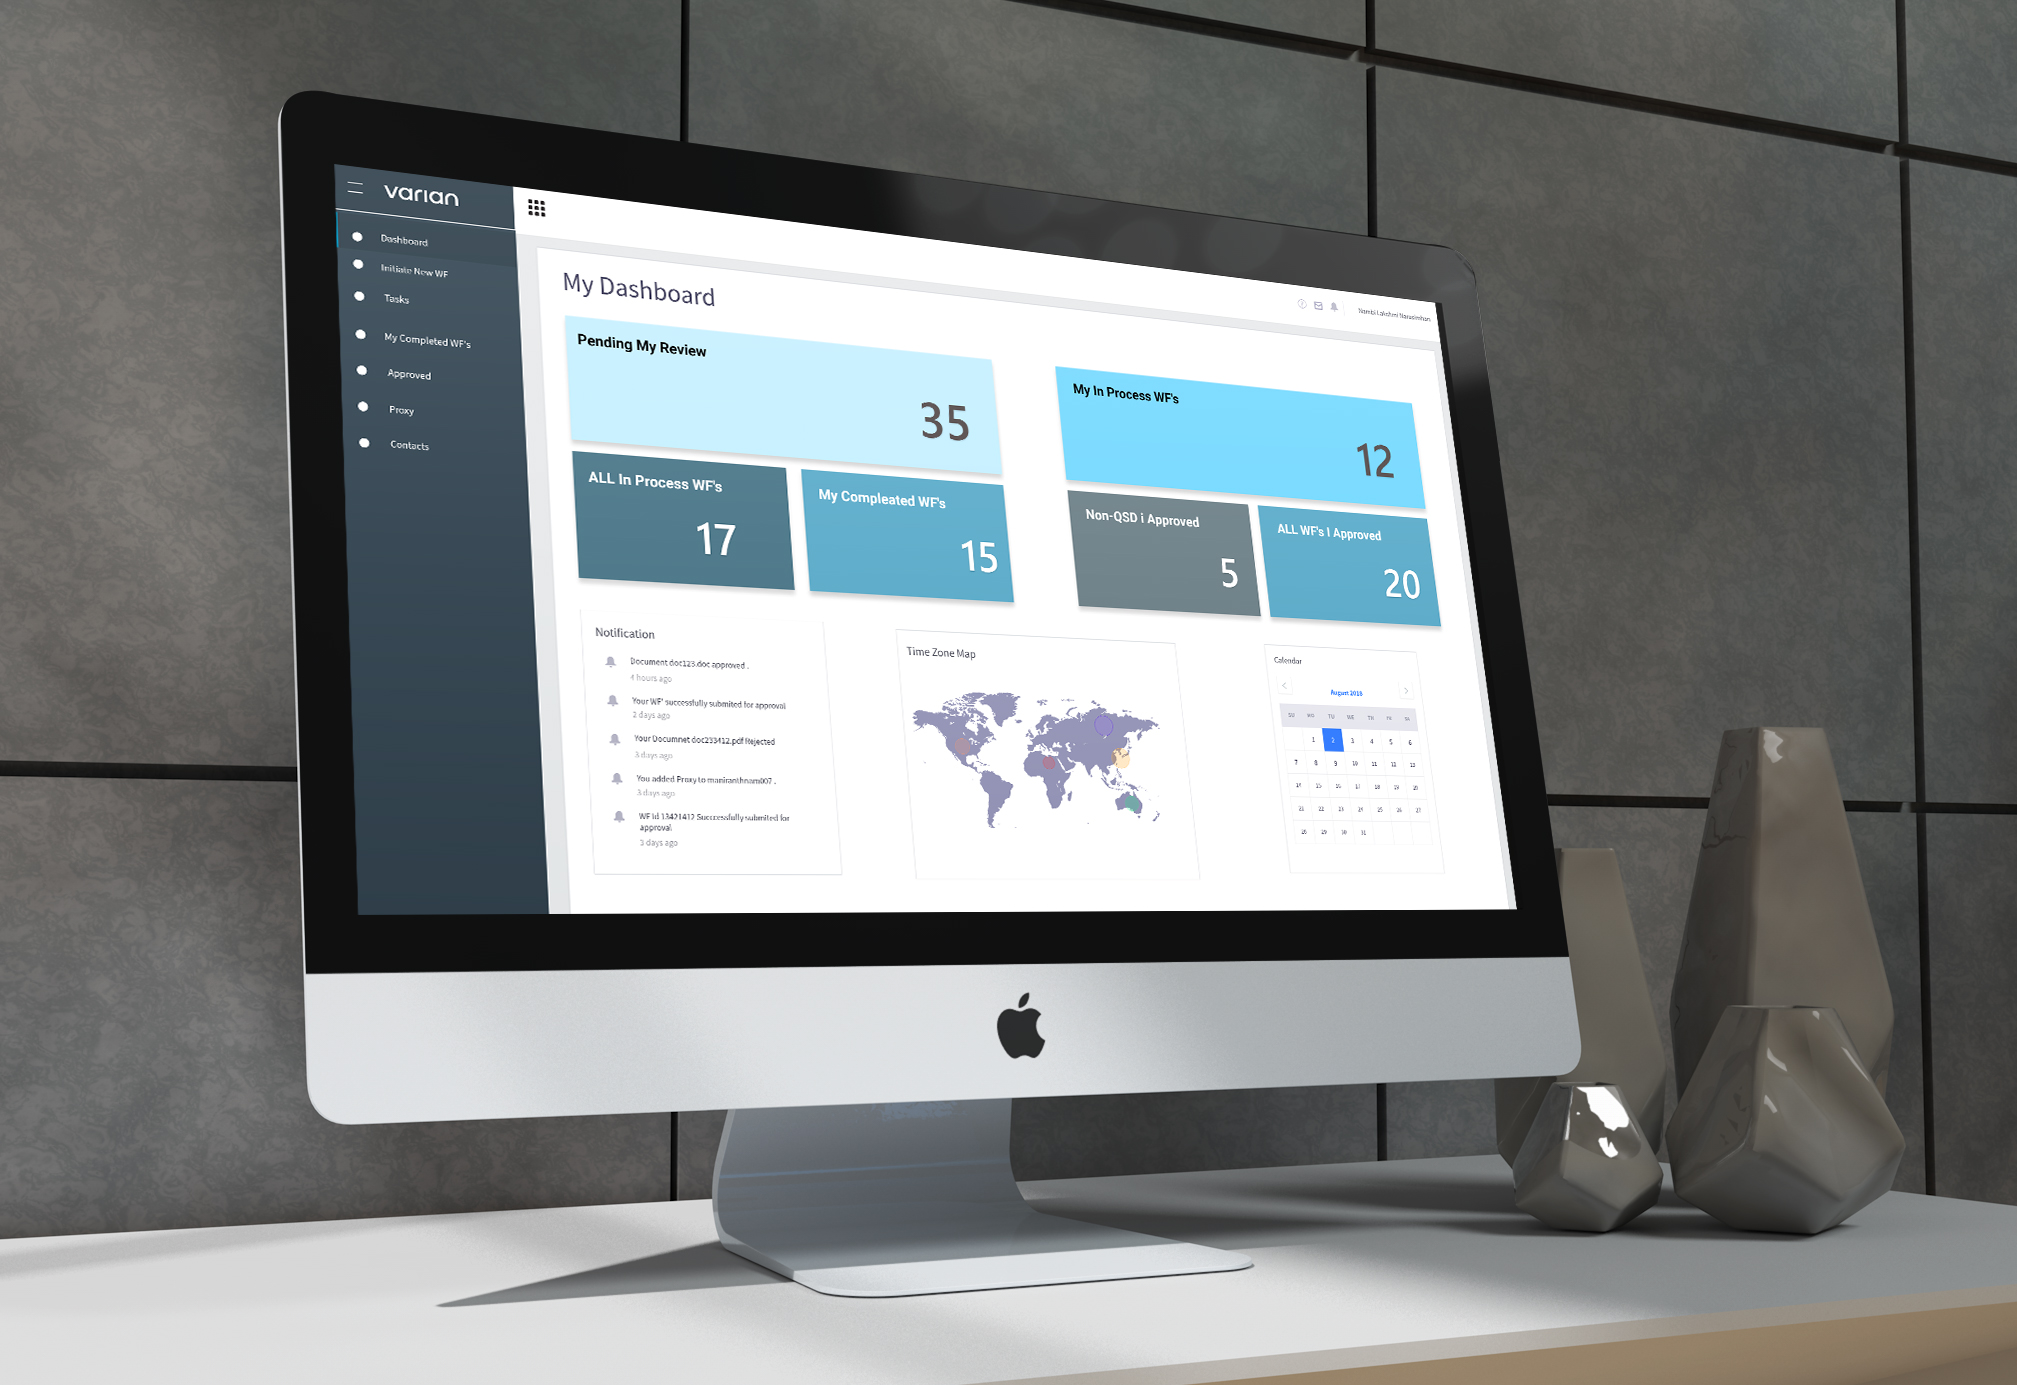 varian
Dashboard
Initiate New WF
Tasks
My Completed WF's
Approved
Proxy
Contacts
My Dashboard
Nambi Lakshmi Narasimhan
Pending My Review
35
My In Process WF's
12
ALL In Process WF's
17
My Compleated WF's
15
Non-QSD i Approved
5
ALL WF's I Approved
20
Notification
Document doc123.doc approved .
4 hours ago
Your WF' successfully submited for approval
2 days ago
Your Documnet doc233412.pdf Rejected
3 days ago
You added Proxy to maniranthnam007 .
3 days ago
WF Id 13421412 Successfully submited for
approval
3 days ago
Time Zone Map
Calendar
August 2018
SU MO TU WE TH FR SA
1 2 3 4 5 6
7 8 9 10 11 12 13
14 15 16 17 18 19 20
21 22 23 24 25 26 27
28 29 30 31